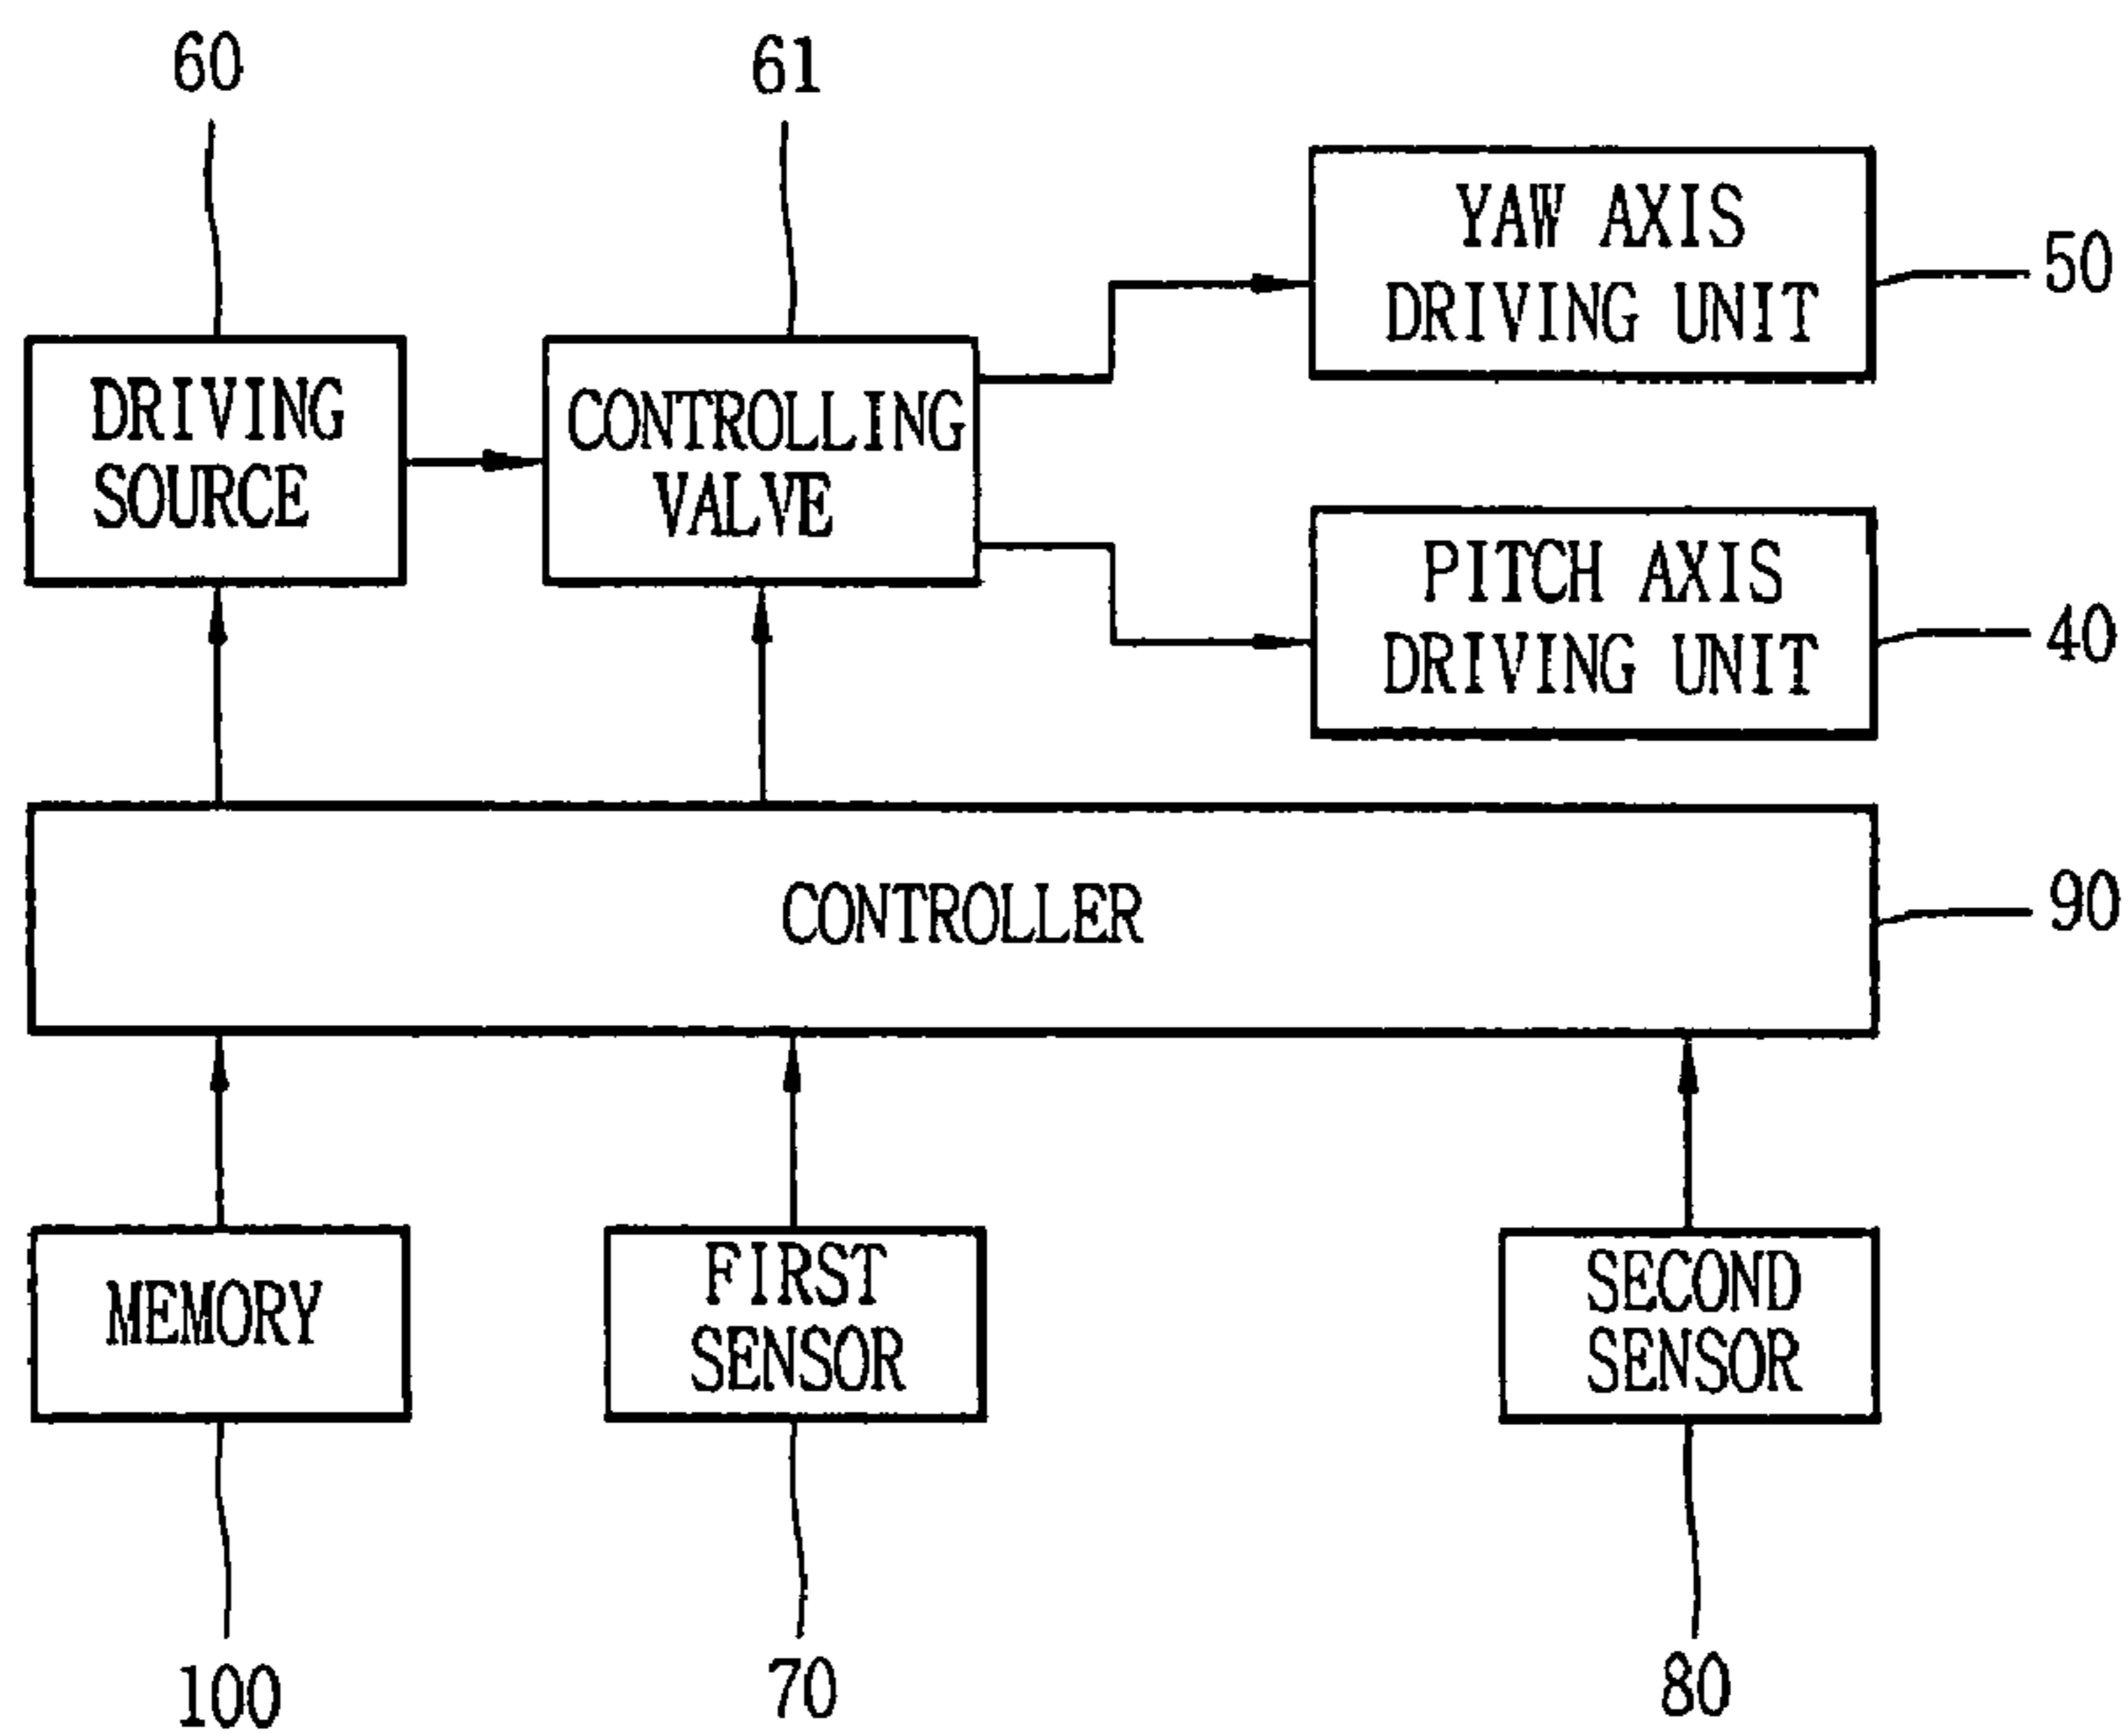 60
61
YAW AXIS
DRIVING UNIT
50
DRIVING
SOURCE
CONTROLLING
VALVE
PITCH AXIS
DRIVING UNIT
40
CONTROLLER
90
MEMORY
FIRST
SENSOR
SECOND
SENSOR
100
70
80